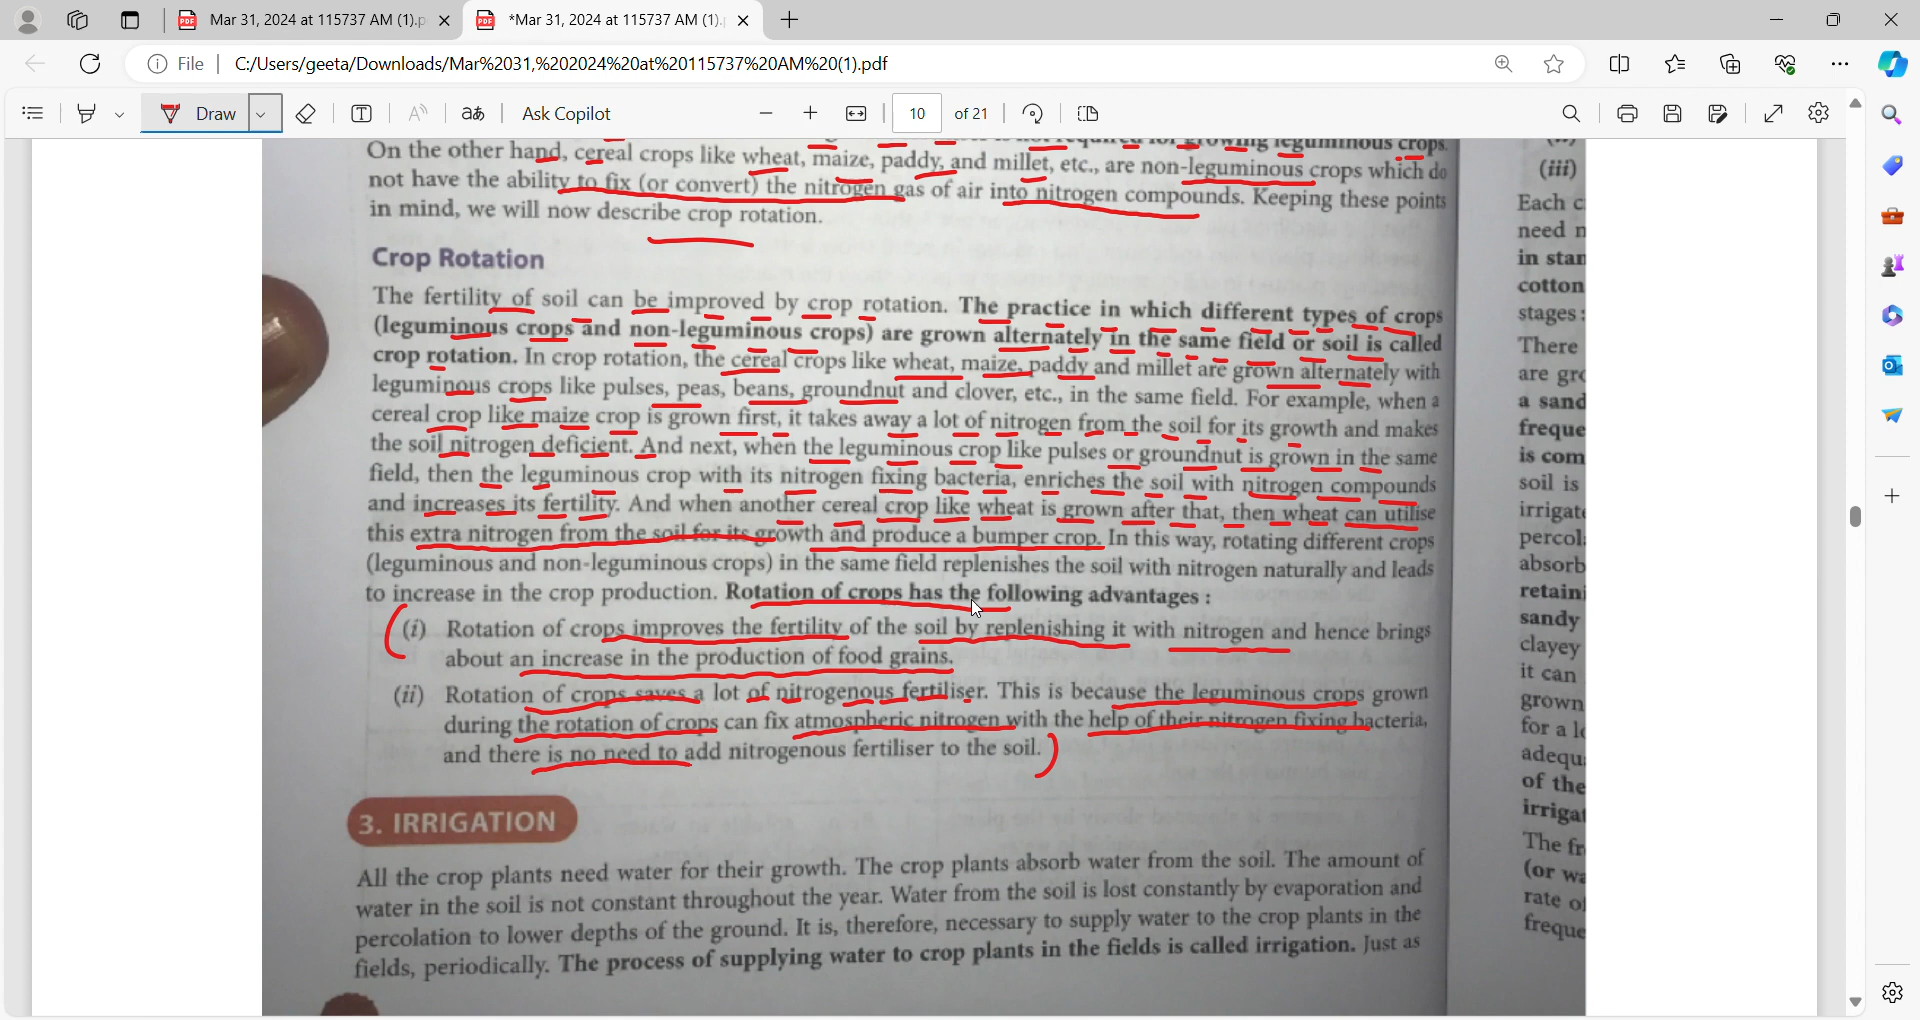 Mar 31, 2024 at 115737 AM (1).p
*Mar 31, 2024 at 115737 AM (1).
File
C:/Users/geeta/Downloads/Mar%2031,%202024%20at%20115737%20AM%20(1).pdf
Draw
Ask Copilot
10 of 21
growing leguminous crops.
On the other hand, cereal crops like wheat, maize, paddy, and millet, etc., are non-leguminous crops which do
not have the ability to fix (or convert) the nitrogen gas of air into nitrogen compounds. Keeping these points
in mind, we will now describe crop rotation.
Crop Rotation
The fertility of soil can be improved by crop rotation. The practice in which different types of crops
(leguminous crops and non-leguminous crops) are grown alternately in the same field or soil is called
crop rotation. In crop rotation, the cereal crops like wheat, maize, paddy and millet are grown alternately with
leguminous crops like pulses, peas, beans, groundnut and clover, etc., in the same field. For example, when a
cereal crop like maize crop is grown first, it takes away a lot of nitrogen from the soil for its growth and makes
the soil nitrogen deficient. And next, when the leguminous crop like pulses or groundnut is grown in the same
field, then the leguminous crop with its nitrogen fixing bacteria, enriches the soil with nitrogen compounds
and increases its fertility. And when another cereal crop like wheat is grown after that, then wheat can utilise
this extra nitrogen from the soil for its growth and produce a bumper crop. In this way, rotating different crops
(leguminous and non-leguminous crops) in the same field replenishes the soil with nitrogen naturally and leads
to increase in the crop production. Rotation of crops has the following advantages :
(i) Rotation of crops improves the fertility of the soil by replenishing it with nitrogen and hence brings
about an increase in the production of food grains.
(ii) Rotation of crops saves a lot of nitrogenous fertiliser. This is because the leguminous crops grown
during the rotation of crops can fix atmospheric nitrogen with the help of their nitrogen fixing bacteria,
and there is no need to add nitrogenous fertiliser to the soil.
3. IRRIGATION
All the crop plants need water for their growth. The crop plants absorb water from the soil. The amount of
water in the soil is not constant throughout the year. Water from the soil is lost constantly by evaporation and
percolation to lower depths of the ground. It is, therefore, necessary to supply water to the crop plants in the
fields, periodically. The process of supplying water to crop plants in the fields is called irrigation. Just as
(iii)
Each c
need n
in stan
cotton
stages :
There
are gro
a sand
freque
is com
soil is
irrigate
percol
absorb
retaini
sandy
clayey
it can
grown
for a lo
adequ
of the
irrigat
The fr
(or wa
rate of
freque